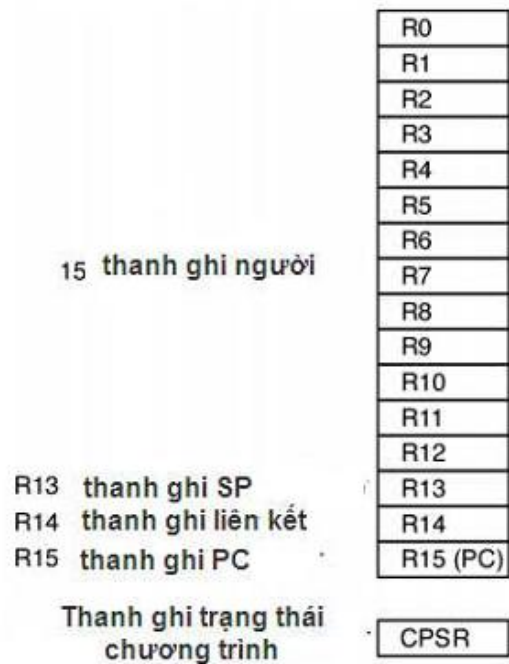 R0
R1
R2
R3
R4
R5
R6
15 thanh ghi người
R7
R8
R9
R10
R11
R12
R13 thanh ghi SP
R13
R14 thanh ghi liên kết
R14
R15 thanh ghi PC
R15 (PC)
Thanh ghi trạng thái
chương trình
CPSR